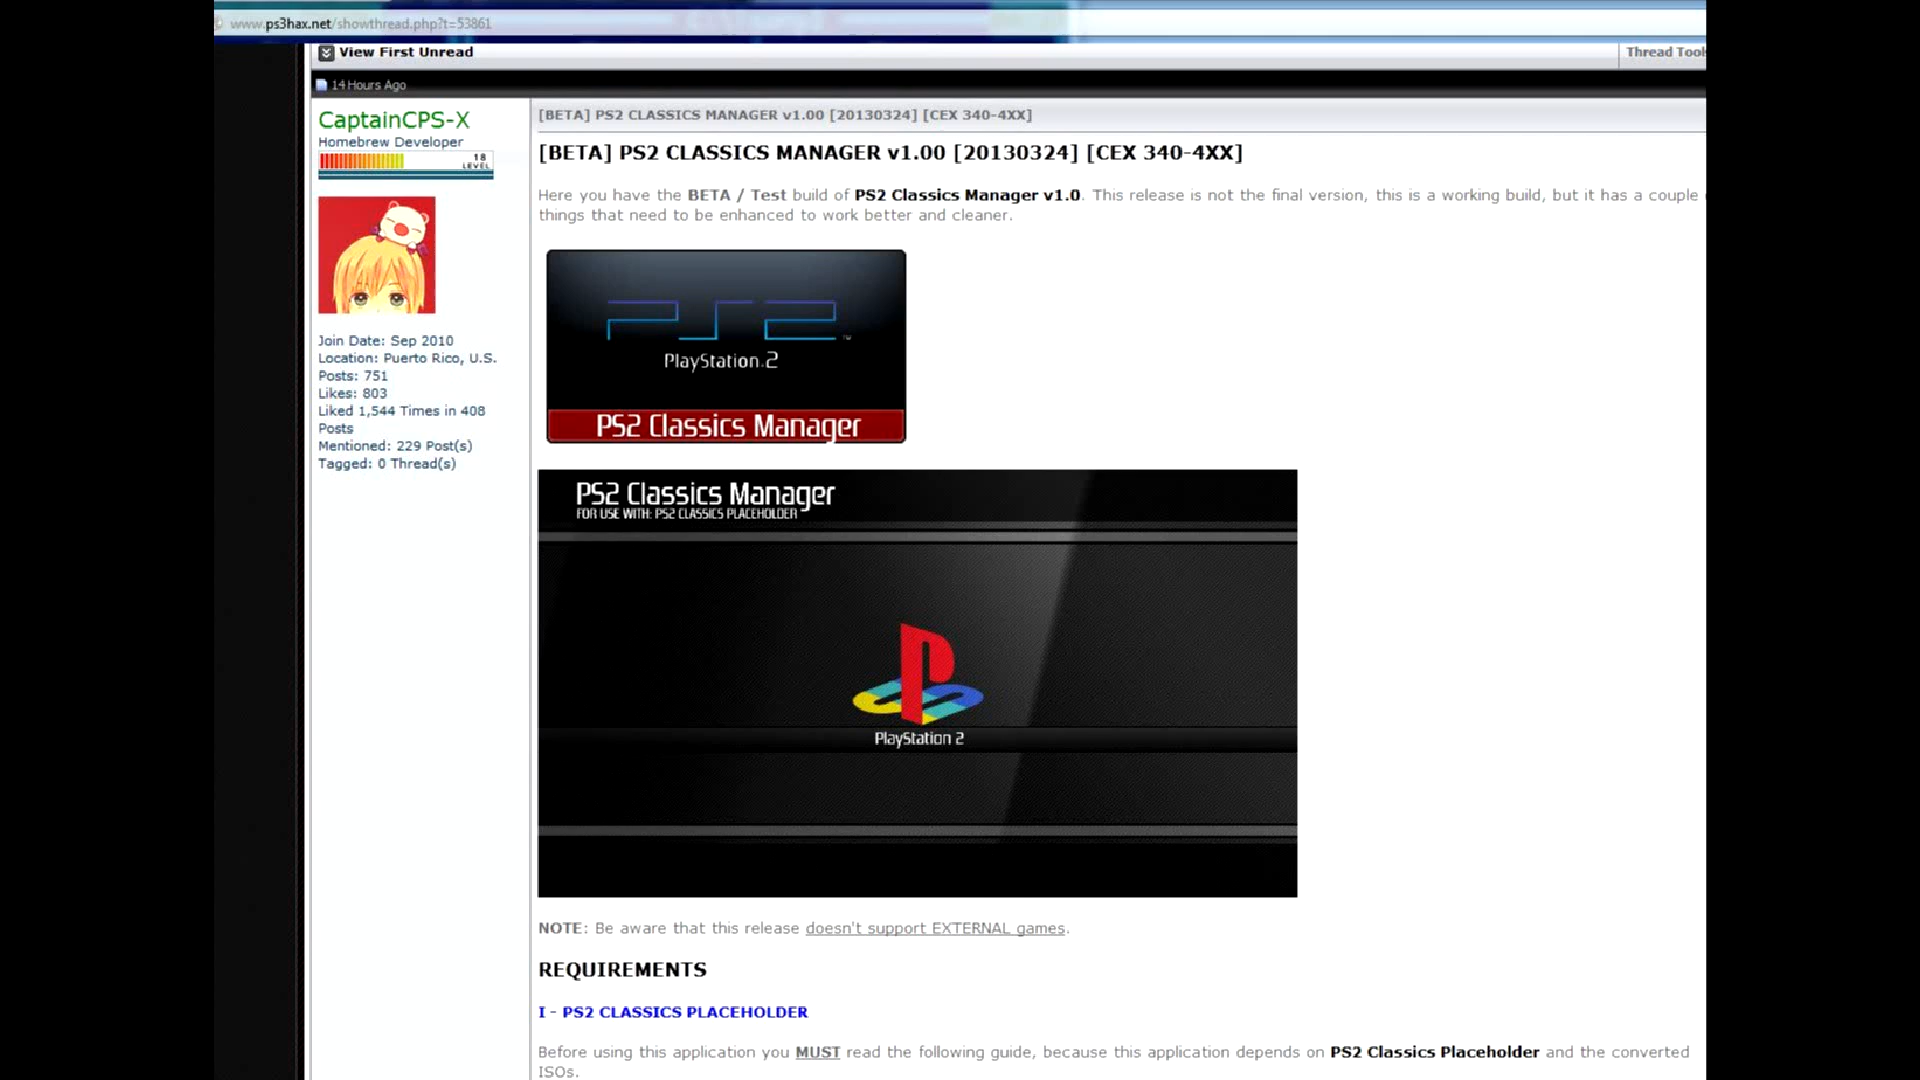 www.ps3hax.net/showthread.php?t=53861
View First Unread
Thread Tool
14 Hours Ago
CaptainCPS-X
Homebrew Developer
18
LEVEL
Join Date: Sep 2010
Location: Puerto Rico, U.S.
Posts: 751
Likes: 803
Liked 1,544 Times in 408
Posts
Mentioned: 229 Post(s)
Tagged: 0 Thread(s)
[BETA] PS2 CLASSICS MANAGER v1.00 [20130324] [CEX 340-4XX]
[BETA] PS2 CLASSICS MANAGER v1.00 [20130324] [CEX 340-4XX]
Here you have the BETA / Test build of PS2 Classics Manager v1.0. This release is not the final version, this is a working build, but it has a couple
things that need to be enhanced to work better and cleaner.
PS2 ™
PlayStation.2
PS2 Classics Manager
PS2 Classics Manager
FOR USE WITH: PS2 CLASSICS PLACEHOLDER
PlayStation 2
NOTE: Be aware that this release doesn't support EXTERNAL games.
REQUIREMENTS
I - PS2 CLASSICS PLACEHOLDER
Before using this application you MUST read the following guide, because this application depends on PS2 Classics Placeholder and the converted
ISOs.